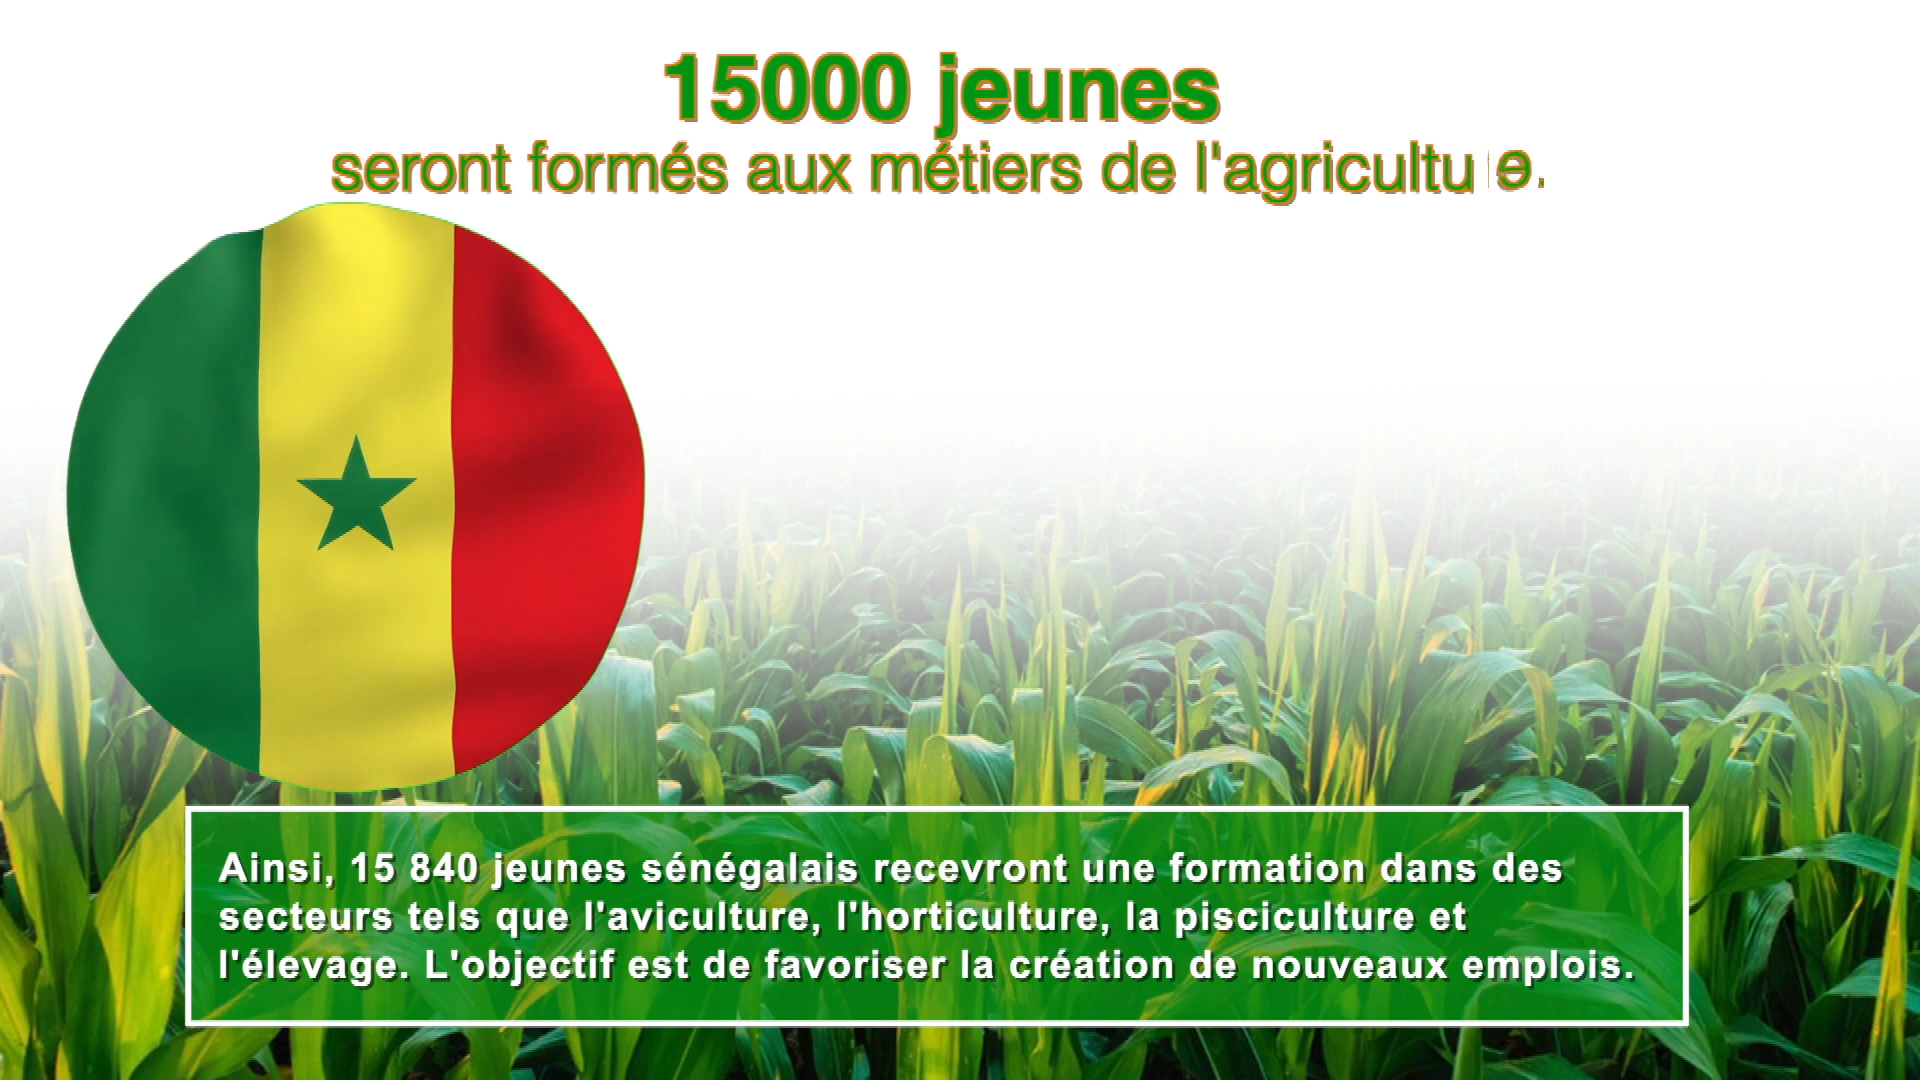 15000 jeunes
seront formés aux métiers de l'agricultu e.
Ainsi, 15 840 jeunes sénégalais recevront une formation dans des
secteurs tels que l'aviculture, l'horticulture, la pisciculture et
l'élevage. L'objectif est de favoriser la création de nouveaux emplois.